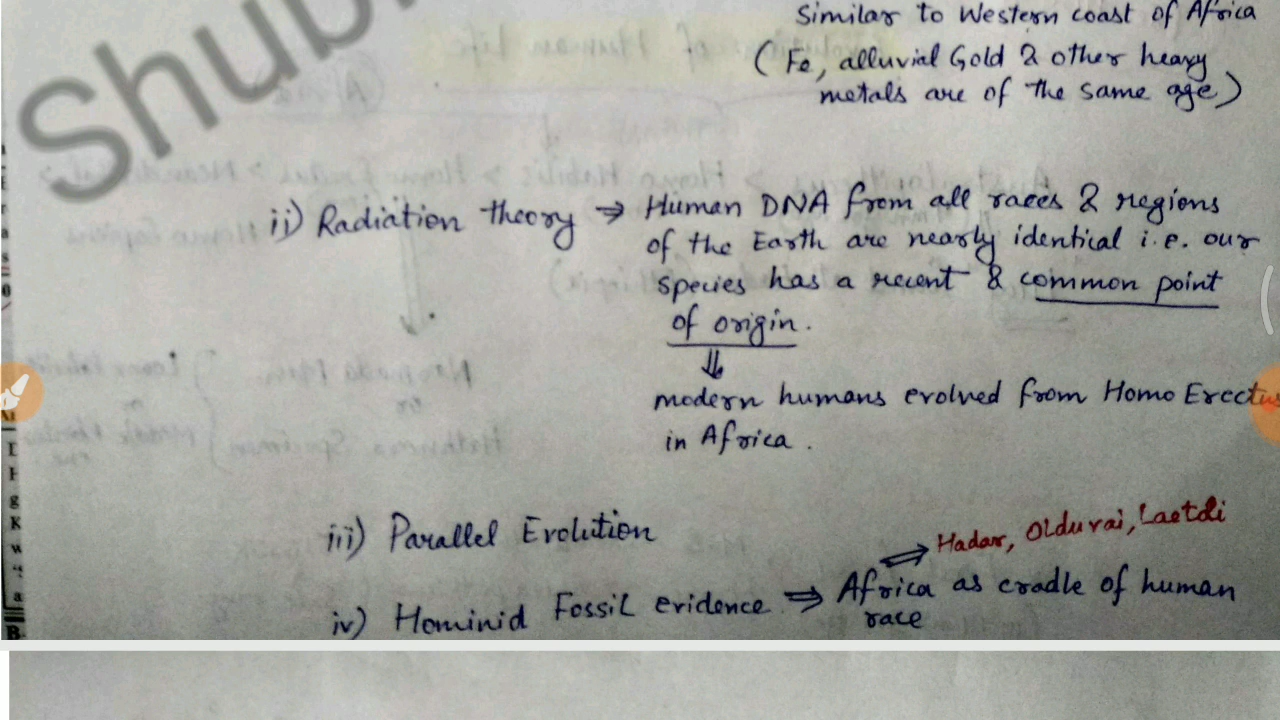 Shub
Similar to Western coast of Africa
( Fe, alluvial Gold & other heavy
metals are of the same age )
ii) Radiation theory → Human DNA from all races & regions
of the Earth are nearly identical i.e. our
species has a recent & common point
of origin.
⇓
modern humans evolved from Homo Erectus
in Africa.
iii) Parallel Evolution
⇒ Hadar, Olduvai, Laetoli
iv) Hominid Fossil evidence ⇒ Africa as cradle of human
race